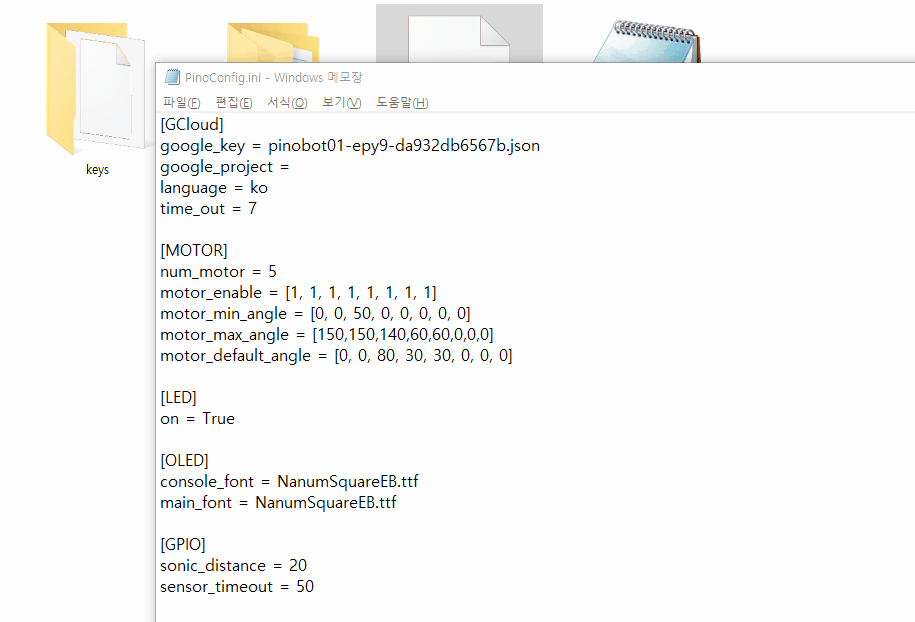 PinoConfig.ini - Windows 메모장
파일(F) 편집(E) 서식(O) 보기(V) 도움말(H)
[GCloud]
google_key = pinobot01-epy9-da932db6567b.json
google_project =
language = ko
time_out = 7
[MOTOR]
num_motor = 5
motor_enable = [1, 1, 1, 1, 1, 1, 1, 1]
motor_min_angle = [0, 0, 50, 0, 0, 0, 0, 0]
motor_max_angle = [150,150,140,60,60,0,0,0]
motor_default_angle = [0, 0, 80, 30, 30, 0, 0, 0]
[LED]
on = True
[OLED]
console_font = NanumSquareEB.ttf
main_font = NanumSquareEB.ttf
[GPIO]
sonic_distance = 20
sensor_timeout = 50
keys